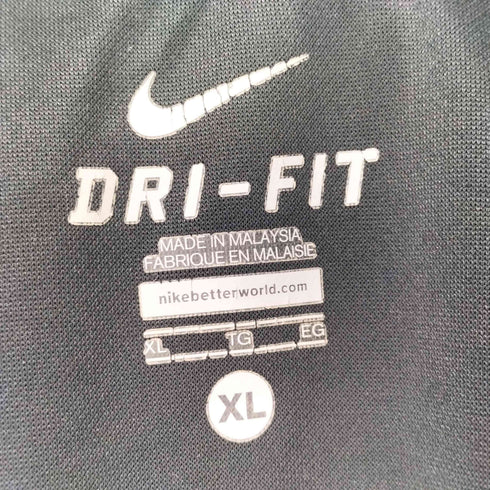 DRI-FIT
MADE IN MALAYSIA
FABRIQUE EN MALAISIE
nikebetterworld.com
XL TG EG
XL